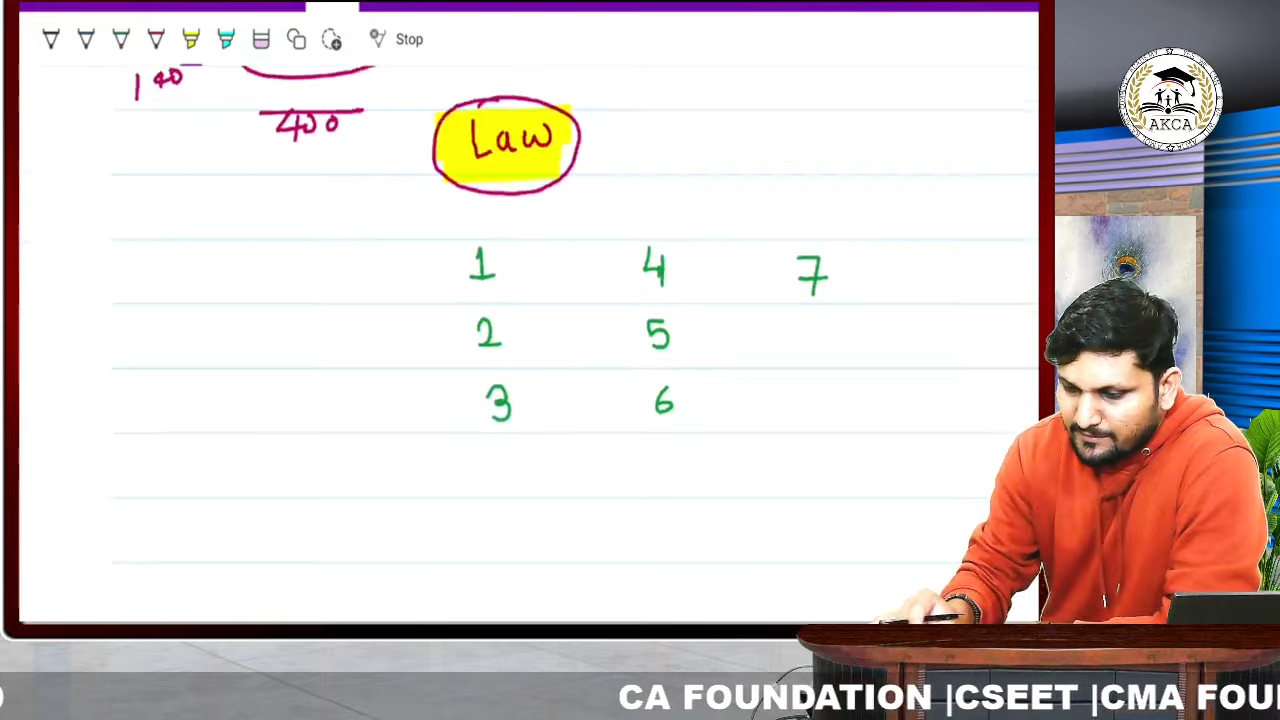 Stop
140
400
Law
1 4 7
2 5
3 6
AKCA
CA FOUNDATION |CSEET |CMA FOU